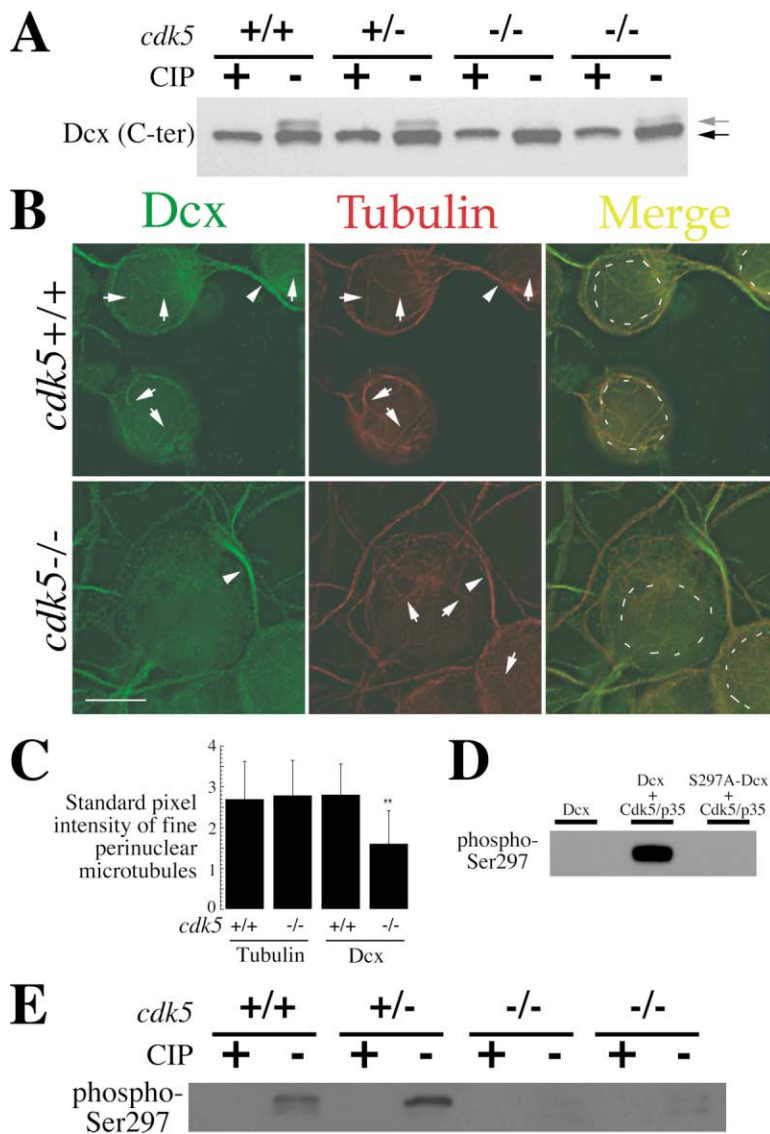 A
cdk5 +/+ +/- -/- -/-
CIP + - + - + - + -
Dcx (C-ter)
B
Dcx Tubulin Merge
cdk5+/+
cdk5-/-
C
Standard pixel
intensity of fine
perinuclear
microtubules
4
3
2
1
0
**
cdk5 +/+ -/- +/+ -/-
Tubulin Dcx
D
Dcx
Dcx
+
Cdk5/p35
S297A-Dcx
+
Cdk5/p35
phospho-
Ser297
E
cdk5 +/+ +/- -/- -/-
CIP + - + - + - + -
phospho-
Ser297